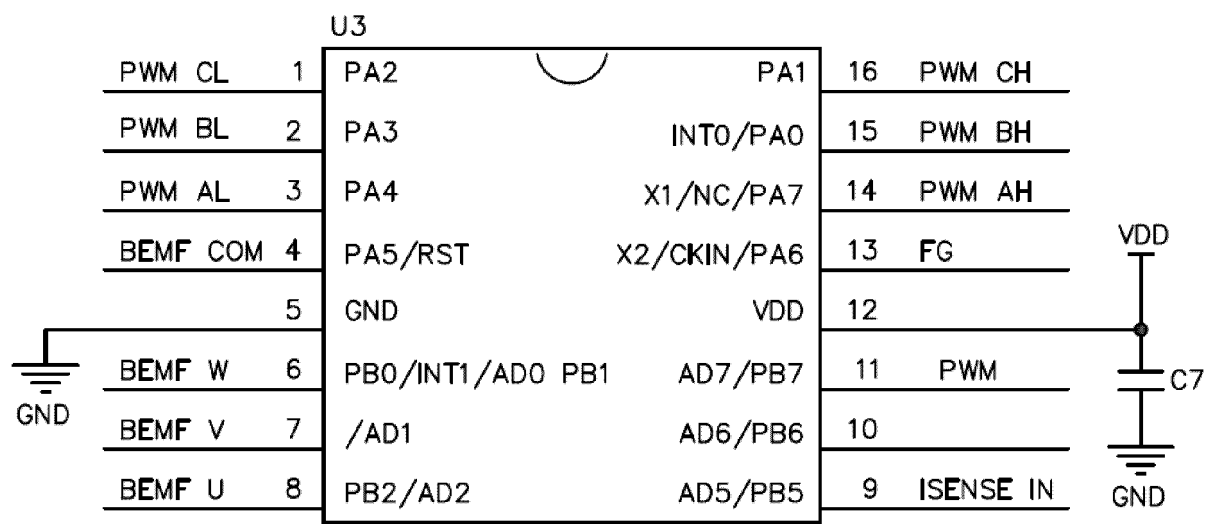 U3
PWM CL 1 PA2 PA1 16 PWM CH
PWM BL 2 PA3 INT0/PA0 15 PWM BH
PWM AL 3 PA4 X1/NC/PA7 14 PWM AH
BEMF COM 4 PA5/RST X2/CKIN/PA6 13 FG
VDD
5 GND VDD 12
BEMF W 6 PB0/INT1/AD0 PB1 AD7/PB7 11 PWM
C7
GND
BEMF V 7 /AD1 AD6/PB6 10
BEMF U 8 PB2/AD2 AD5/PB5 9 ISENSE IN
GND